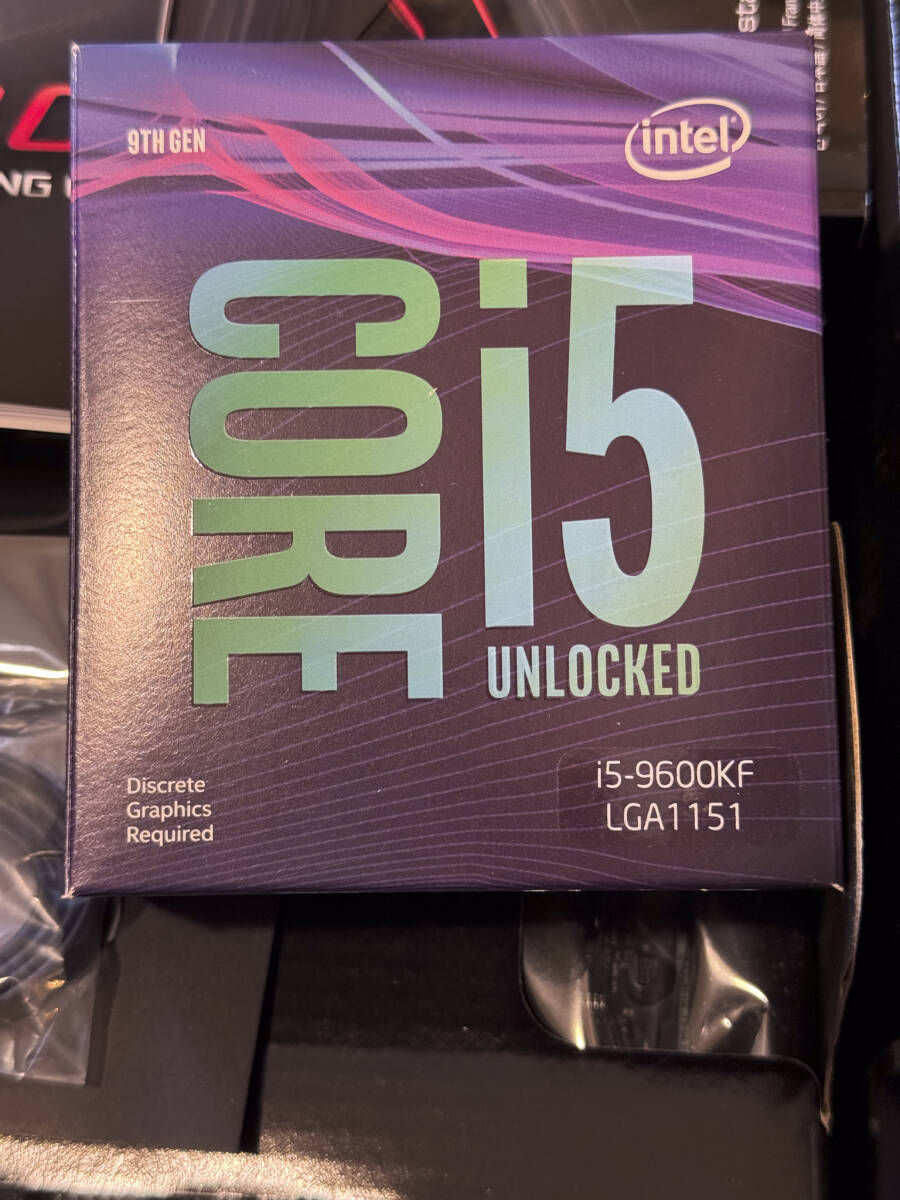 9TH GEN
intel
CORE
i5
UNLOCKED
Discrete
Graphics
Required
i5-9600KF
LGA1151